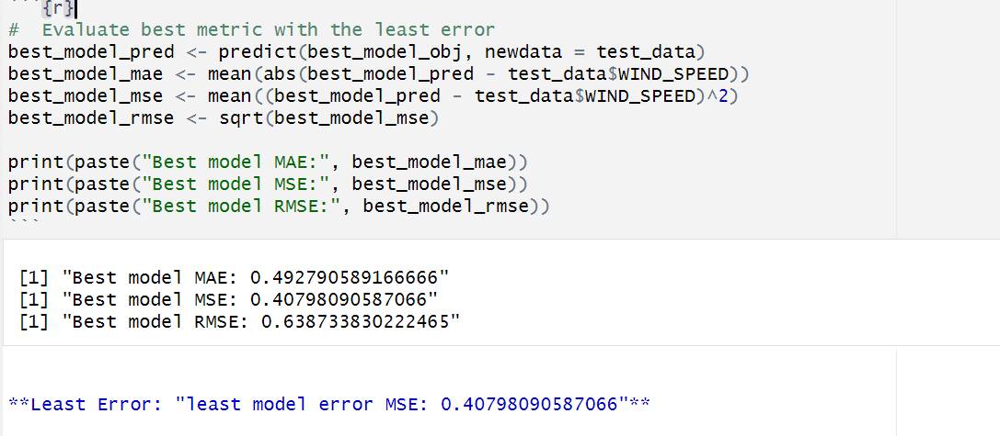 ```{r}
#  Evaluate best metric with the least error
best_model_pred <- predict(best_model_obj, newdata = test_data)
best_model_mae <- mean(abs(best_model_pred - test_data$WIND_SPEED))
best_model_mse <- mean((best_model_pred - test_data$WIND_SPEED)^2)
best_model_rmse <- sqrt(best_model_mse)
print(paste("Best model MAE:", best_model_mae))
print(paste("Best model MSE:", best_model_mse))
print(paste("Best model RMSE:", best_model_rmse))
```
[1] "Best model MAE: 0.492790589166666"
[1] "Best model MSE: 0.40798090587066"
[1] "Best model RMSE: 0.638733830222465"
**Least Error: "least model error MSE: 0.40798090587066"**